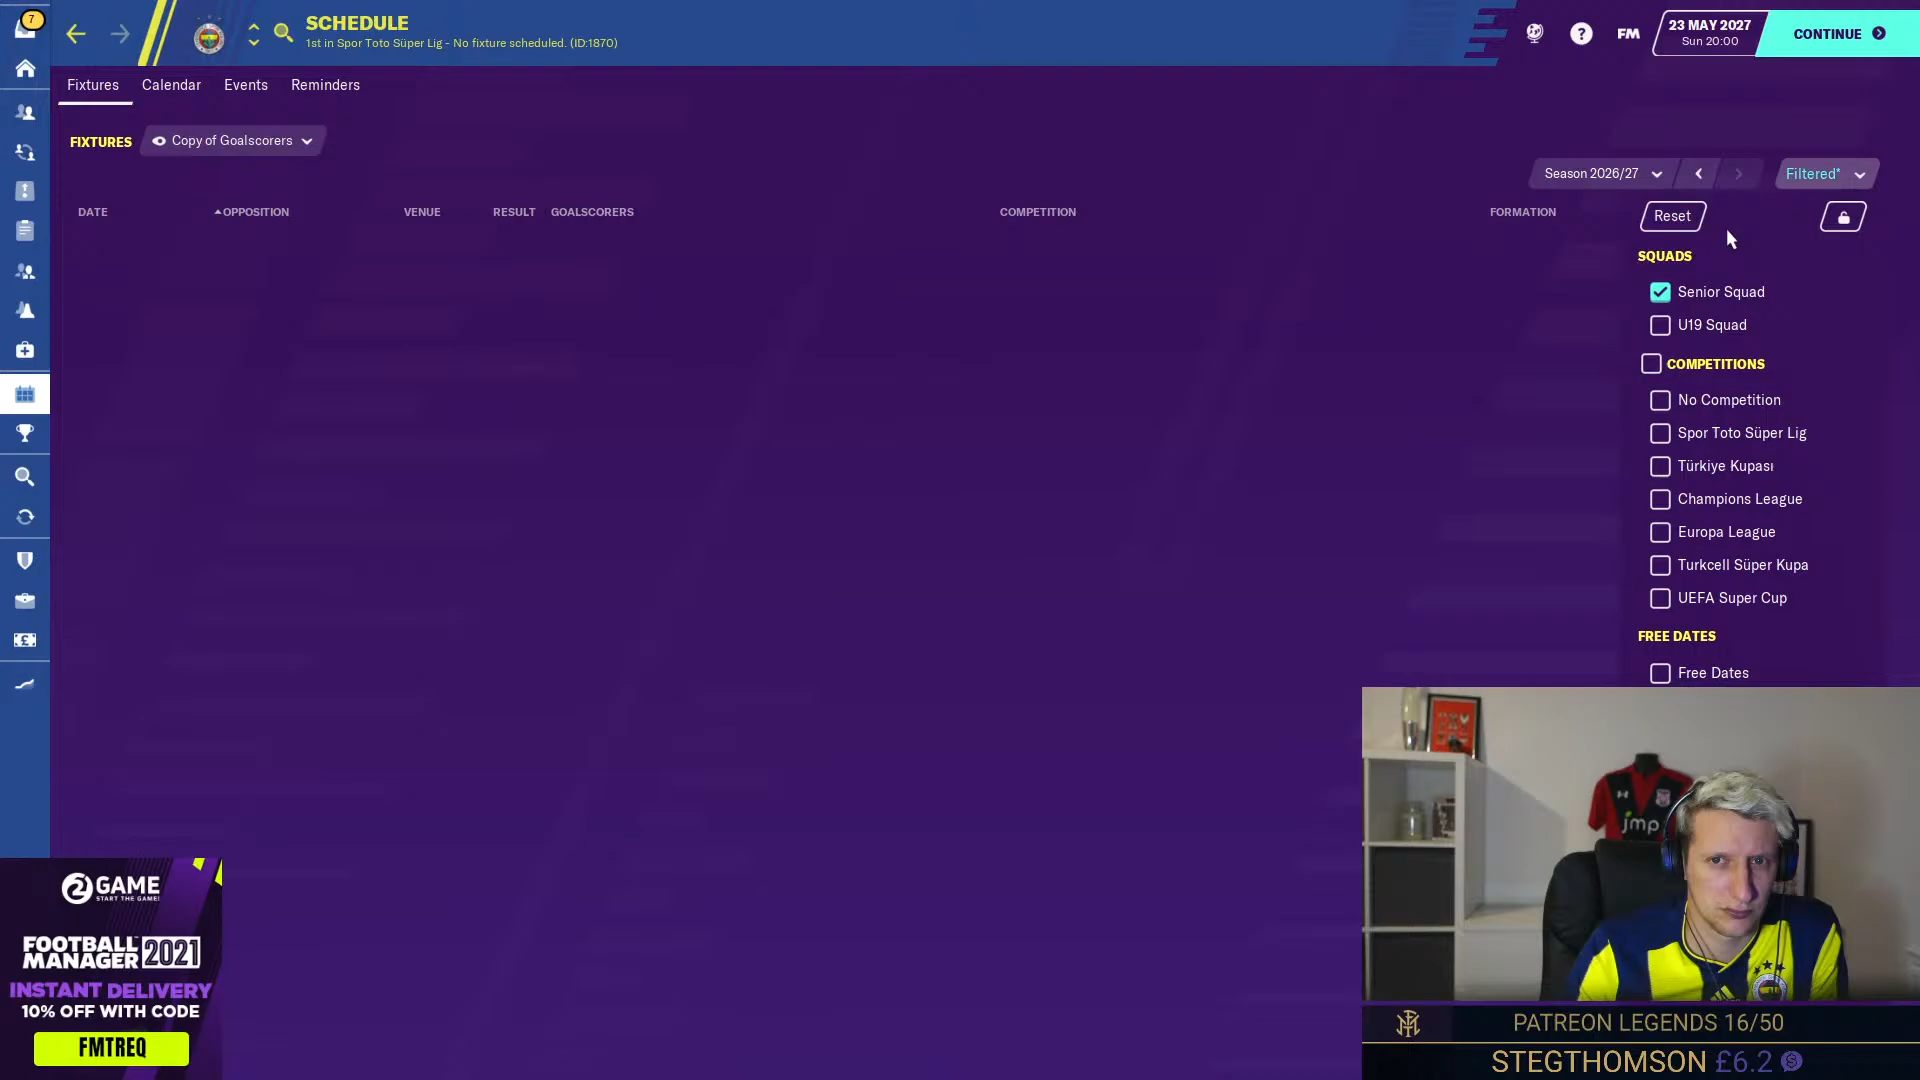 7
SCHEDULE
1st in Spor Toto Süper Lig - No fixture scheduled. (ID:1870)
?
FM
23 MAY 2027
Sun 20:00
CONTINUE
Fixtures
Calendar
Events
Reminders
FIXTURES
Copy of Goalscorers
Season 2026/27
Filtered*
DATE
OPPOSITION
VENUE
RESULT
GOALSCORERS
COMPETITION
FORMATION
Reset
SQUADS
Senior Squad
U19 Squad
COMPETITIONS
No Competition
Spor Toto Süper Lig
Türkiye Kupası
Champions League
Europa League
Turkcell Süper Kupa
UEFA Super Cup
FREE DATES
Free Dates
2GAME
START THE GAME!
FOOTBALL
MANAGER 2021
INSTANT DELIVERY
10% OFF WITH CODE
FMTREQ
jmp
PATREON LEGENDS 16/50
STEGTHOMSON £6.2